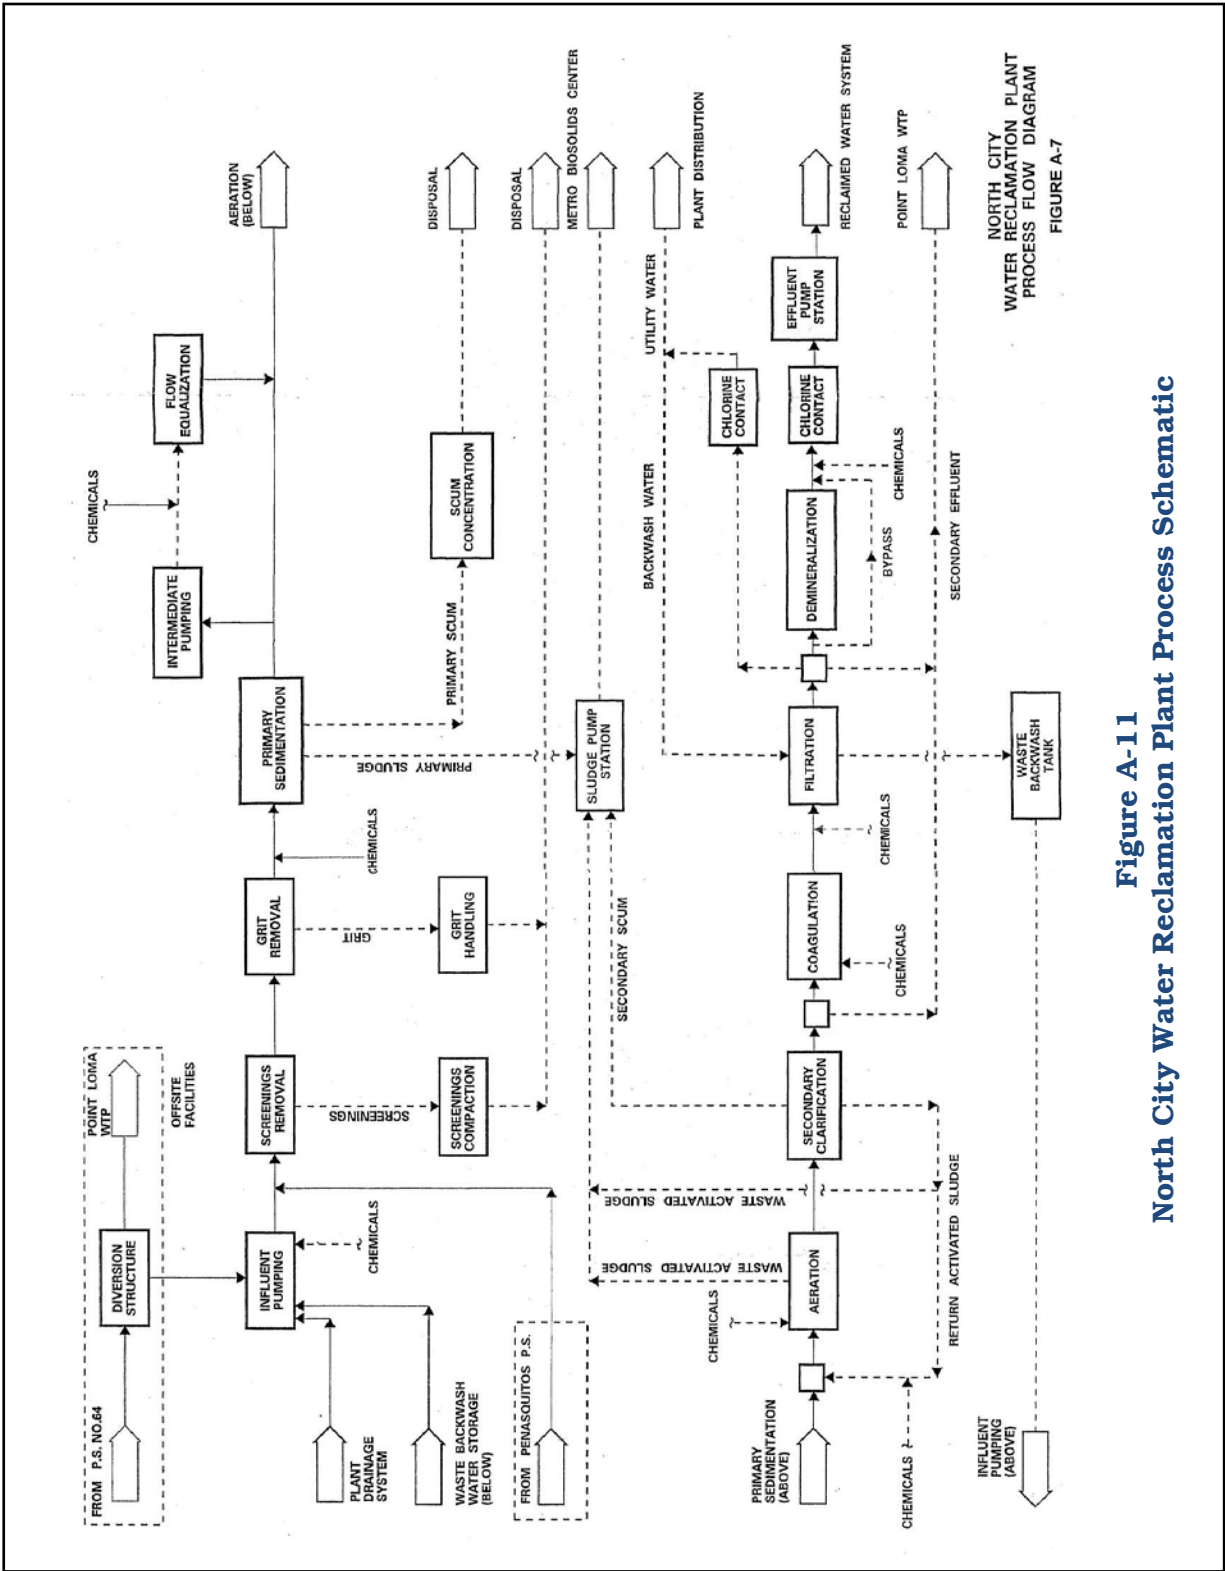 FROM P.S. NO.64
DIVERSION
STRUCTURE
POINT LOMA
WTP
OFFSITE
FACILITIES
PLANT
DRAINAGE
SYSTEM
WASTE BACKWASH
WATER STORAGE
(BELOW)
FROM PENASQUITOS P.S.
INFLUENT
PUMPING
CHEMICALS
SCREENINGS
REMOVAL
SCREENINGS
SCREENINGS
COMPACTION
GRIT
REMOVAL
GRIT
GRIT
HANDLING
CHEMICALS
PRIMARY
SEDIMENTATION
PRIMARY SLUDGE
PRIMARY SCUM
INTERMEDIATE
PUMPING
CHEMICALS
FLOW
EQUALIZATION
AERATION
(BELOW)
SCUM
CONCENTRATION
DISPOSAL
DISPOSAL
METRO BIOSOLIDS CENTER
SLUDGE PUMP
STATION
SECONDARY SCUM
WASTE ACTIVATED SLUDGE
WASTE ACTIVATED SLUDGE
PRIMARY
SEDIMENTATION
(ABOVE)
CHEMICALS
CHEMICALS
AERATION
RETURN ACTIVATED SLUDGE
SECONDARY
CLARIFICATION
COAGULATION
CHEMICALS
CHEMICALS
FILTRATION
BACKWASH WATER
UTILITY WATER
PLANT DISTRIBUTION
CHLORINE
CONTACT
DEMINERALIZATION
BYPASS
CHEMICALS
CHLORINE
CONTACT
EFFLUENT
PUMP
STATION
RECLAIMED WATER SYSTEM
SECONDARY EFFLUENT
POINT LOMA WTP
WASTE
BACKWASH
TANK
INFLUENT
PUMPING
(ABOVE)
NORTH CITY
WATER RECLAMATION PLANT
PROCESS FLOW DIAGRAM
FIGURE A-7
Figure A-11
North City Water Reclamation Plant Process Schematic